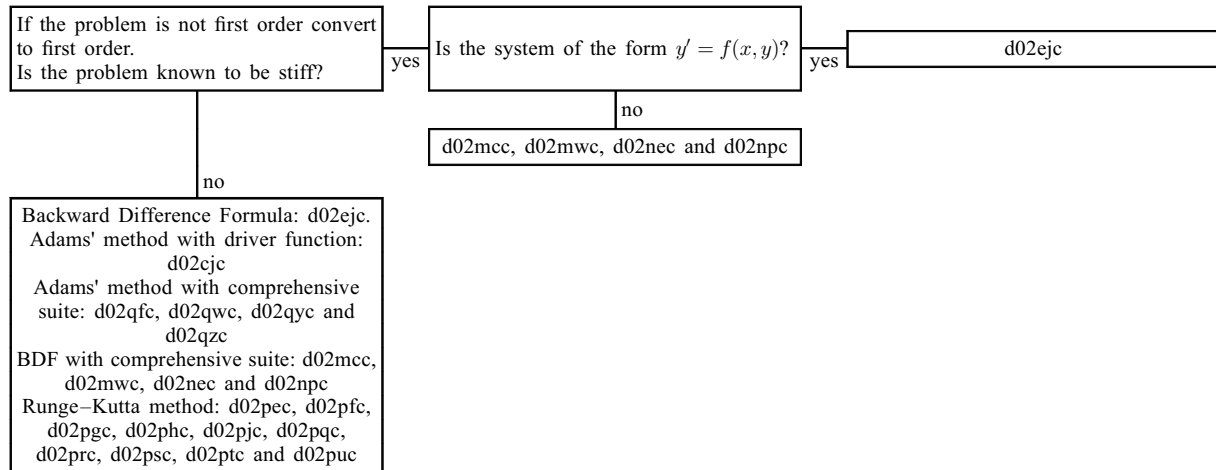 If the problem is not first order convert
to first order.
Is the problem known to be stiff?
yes
Is the system of the form y′ = f(x, y)?
yes
d02ejc
no
d02mcc, d02mwc, d02nec and d02npc
no
Backward Difference Formula: d02ejc.
Adams' method with driver function:
d02cjc
Adams' method with comprehensive
suite: d02qfc, d02qwc, d02qyc and
d02qzc
BDF with comprehensive suite: d02mcc,
d02mwc, d02nec and d02npc
Runge–Kutta method: d02pec, d02pfc,
d02pgc, d02phc, d02pjc, d02pqc,
d02prc, d02psc, d02ptc and d02puc